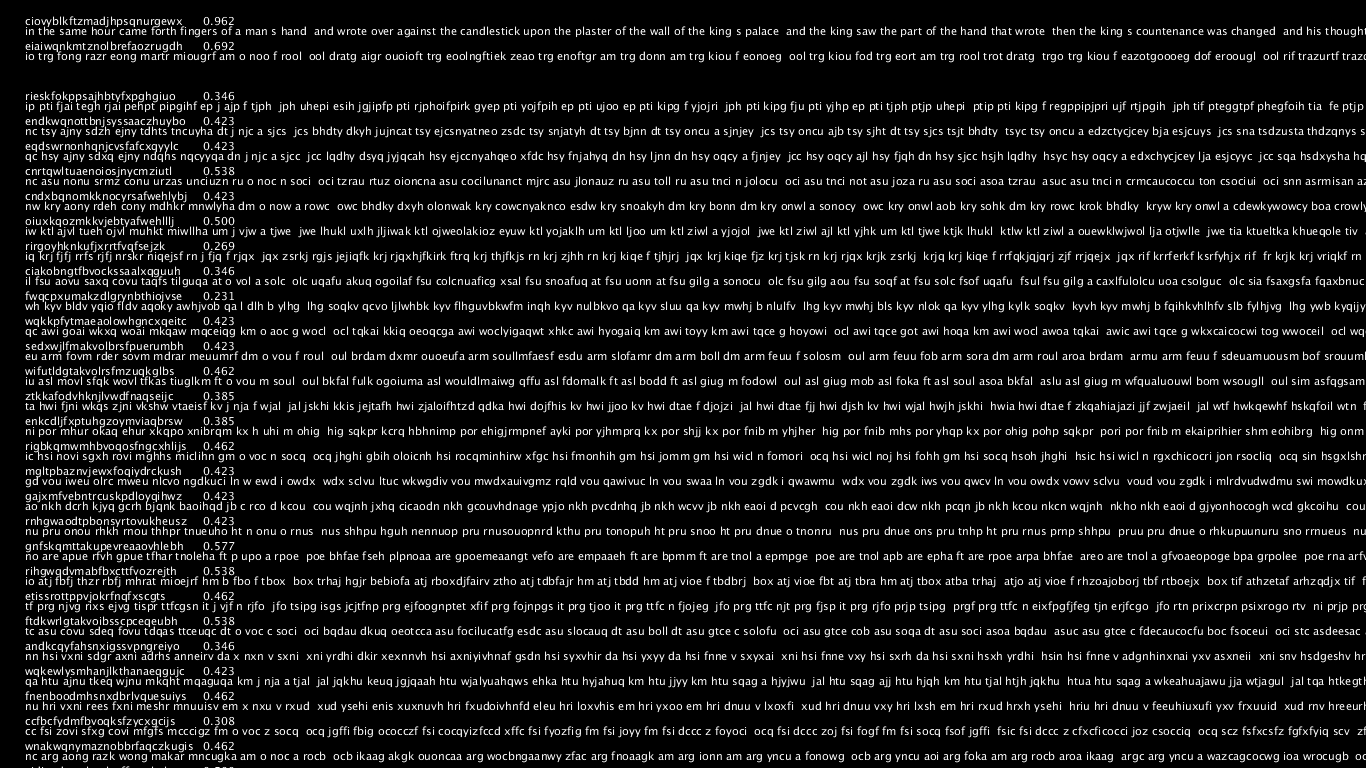 ciovyblkftzmadjhpsqnurgewx 0.962
in the same hour came forth fingers of a man s hand and wrote over against the candlestick upon the plaster of the wall of the king s palace and the king saw the part of the hand that wrote then the king s countenance was changed and his thought
eiaiwqnkmtznolbrefaozrugdh 0.692
io trg fong razr eong martr miougrf am o noo f rool ool dratg aigr ouoioft trg eoolngftiek zeao trg enoftgr am trg donn am trg kiou f eonoeg ool trg kiou fod trg eort am trg rool trot dratg trgo trg kiou f eazotgoooeg dof eroougl ool rif trazurtf trazo
rieskfokppsajhbtyfxpghgiuo 0.346
ip pti fjai tegh rjai pehpt pipgihf ep j ajp f tjph jph uhepi esih jgjipfp pti rjphoifpirk gyep pti yojfpih ep pti ujoo ep pti kipg f yjojri jph pti kipg fju pti yjhp ep pti tjph ptjp uhepi ptip pti kipg f regppipjpri ujf rtjpgih jph tif pteggtpf phegfoih tia fe ptjp
endkwqnottbnjsyssaaczhuybo 0.423
nc tsy ajny sdzh ejny tdhts tncuyha dt j njc a sjcs jcs bhdty dkyh jujncat tsy ejcsnyatneo zsdc tsy snjatyh dt tsy bjnn dt tsy oncu a sjnjey jcs tsy oncu ajb tsy sjht dt tsy sjcs tsjt bhdty tsyc tsy oncu a edzctycjcey bja esjcuys jcs sna tsdzusta thdzqnys
eqdswrnonhqnjcvsfafcxqyylc 0.423
qc hsy ajny sdxq ejny ndqhs nqcyyqa dn j njc a sjcc jcc lqdhy dsyq jyjqcah hsy ejccnyahqeo xfdc hsy fnjahyq dn hsy ljnn dn hsy oqcy a fjnjey jcc hsy oqcy ajl hsy fjqh dn hsy sjcc hsjh lqdhy hsyc hsy oqcy a edxchycjcey lja esjcyyc jcc sqa hsdxysha hq
cnrtqwltuaenoiosjnycmziutl 0.538
nc asu nonu srmz conu urzas unciuzn ru o noc n soci oci tzrau rtuz oioncna asu cocilunanct mjrc asu jlonauz ru asu toll ru asu tnci n jolocu oci asu tnci not asu joza ru asu soci asoa tzrau asuc asu tnci n crmcaucoccu ton csociui oci snn asrmisan az
cndxbqnomkknocyrsafwehlybj 0.423
nw kry aony rdeh cony mdhkr mnwlyha dm o now a rowc owc bhdky dxyh olonwak kry cowcnyaknco esdw kry snoakyh dm kry bonn dm kry onwl a sonocy owc kry onwl aob kry sohk dm kry rowc krok bhdky kryw kry onwl a cdewkywowcy boa crowly
oiuxkqozmkkvjebtyafwehlllj 0.500
iw ktl ajvl tueh ojvl muhkt miwllha um j vjw a tjwe jwe lhukl uxlh jljiwak ktl ojweolakioz eyuw ktl yojaklh um ktl ljoo um ktl ziwl a yjojol jwe ktl ziwl ajl ktl yjhk um ktl tjwe ktjk lhukl ktlw ktl ziwl a ouewklwjwol lja otjwlle jwe tia ktueltka khueqole tiv
rirgoyhknkufjxrrtfvqfsejzk 0.269
iq krj fjfj rrfs rjfj nrskr niqejsf rn j fjq f rjqx jqx zsrkj rgjs jejiqfk krj rjqxhjfkirk ftrq krj thjfkjs rn krj zjhh rn krj kiqe f tjhjrj jqx krj kiqe fjz krj tjsk rn krj rjqx krjk zsrkj krjq krj kiqe f rrfqkjqjqrj zjf rrjqejx jqx rif krrferkf ksrfyhjx rif fr krjk krj vriqkf rn
ciakobngtfbvockssaalxqguuh 0.346
il fsu aovu saxq covu taqfs tilguqa at o vol a solc olc uqafu akuq ogoilaf fsu colcnuaficg xsal fsu snoafuq at fsu uonn at fsu gilg a sonocu olc fsu gilg aou fsu soqf at fsu solc fsof uqafu fsul fsu gilg a caxlfulolcu uoa csolguc olc sia fsaxgsfa fqaxbnuc
fwqcpxumakzdlgrynbthiojvse 0.231
wh kyv bldv yqio fldv aqoky awhjvob qa l dlh b ylhg lhg soqkv qcvo ljlwhbk kyv flhguvbkwfm inqh kyv nulbkvo qa kyv sluu qa kyv mwhj b nlulfv lhg kyv mwhj bls kyv nlok qa kyv ylhg kylk soqkv kyvh kyv mwhj b fqihkvhlhfv slb fylhjvg lhg ywb kyqijy
wqkkpfytmaeaolowhgncxqeitc 0.423
qc awi goai wkxq woai mkqaw mqceiqg km o aoc g wocl ocl tqkai kkiq oeoqcga awi woclyigaqwt xhkc awi hyogaiq km awi toyy km awi tqce g hoyowi ocl awi tqce got awi hoqa km awi wocl awoa tqkai awic awi tqce g wkxcaicocwi tog wwoceil ocl wq
sedxwjlfmakvolbrsfpuerumbh 0.423
eu arm fovm rder sovm mdrar meuumrf dm o vou f roul oul brdam dxmr ouoeufa arm soullmfaesf esdu arm slofamr dm arm boll dm arm feuu f solosm oul arm feuu fob arm sora dm arm roul aroa brdam armu arm feuu f sdeuamuousm bof srouum
wifutldgtakvolrsfmzuqkglbs 0.462
iu asl movl sfqk wovl tfkas tiuglkm ft o vou m soul oul bkfal fulk ogoiuma asl wouldlmaiwg qffu asl fdomalk ft asl bodd ft asl giug m fodowl oul asl giug mob asl foka ft asl soul asoa bkfal aslu asl giug m wfqualuouwl bom wsougll oul sim asfqgsam
ztkkafodvhknjlvwdfnaqseijc 0.385
ta hwi fjni wkqs zjni vkshw vtaeisf kv j nja f wjal jal jskhi kkis jejtafh hwi zjaloifhtzd qdka hwi dojfhis kv hwi jjoo kv hwi dtae f djojzi jal hwi dtae fjj hwi djsh kv hwi wjal hwjh jskhi hwia hwi dtae f zkqahiajazi jjf zwjaeil jal wtf hwkqewhf hskqfoil wtn f
enkcdljfxptuhgzoymviaqbrsw 0.385
ni por mhur okaq ehur xkqpo xnibrqm kx h uhi m ohig hig sqkpr kcrq hbhnimp por ehigjrmpnef ayki por yjhmprq kx por shjj kx por fnib m yhjher hig por fnib mhs por yhqp kx por ohig pohp sqkpr pori por fnib m ekaiprihier shm eohibrg hig onm
rigbkqmwmhbvoqosfngcxhlijs 0.462
ic hsi novi sgxh rovi mghhs miclihn gm o voc n socq ocq jhghi gbih oloicnh hsi rocqminhirw xfgc hsi fmonhih gm hsi jomm gm hsi wicl n fomori ocq hsi wicl noj hsi fohh gm hsi socq hsoh jhghi hsic hsi wicl n rgxchicocri jon rsocliq ocq sin hsgxlshn
mgltpbaznvjewxfoqiydrckush 0.423
gd vou iweu olrc mweu nlcvo ngdkuci ln w ewd i owdx wdx sclvu ltuc wkwgdiv vou mwdxauivgmz rqld vou qawivuc ln vou swaa ln vou zgdk i qwawmu wdx vou zgdk iws vou qwcv ln vou owdx vowv sclvu voud vou zgdk i mlrdvudwdmu swi mowdkux
gajxmfvebntrcuskpdloyqihwz 0.423
ao nkh dcrh kjyq gcrh bjqnk baoihqd jb c rco d kcou cou wqjnh jxhq cicaodn nkh gcouvhdnage ypjo nkh pvcdnhq jb nkh wcvv jb nkh eaoi d pcvcgh cou nkh eaoi dcw nkh pcqn jb nkh kcou nkcn wqjnh nkho nkh eaoi d gjyonhocogh wcd gkcoihu cou
rnhgwaodtpbonsyrtovukheusz 0.423
nu pru onou rhkh rnou thhpr tnueuho ht n onu o rnus nus shhpu hguh nennuop pru rnusouopnrd kthu pru tonopuh ht pru snoo ht pru dnue o tnonru nus pru dnue ons pru tnhp ht pru rnus prnp shhpu pruu pru dnue o rhkupuunuru sno rrnueus nu
gnfskqmttakupevreaaovhlebh 0.577
no are apue rfvh gpue tfhar tnoleha ft p upo a rpoe poe bhfae fseh plpnoaa are gpoemeaangt vefo are empaaeh ft are bpmm ft are tnol a epmpge poe are tnol apb are epha ft are rpoe arpa bhfae areo are tnol a gfvoaeopoge bpa grpolee poe rna arfv
rihgwqdvmabfbxcttfvozrejth 0.538
io atj fbfj thzr rbfj mhrat mioejrf hm b fbo f tbox box trhaj hgjr bebiofa atj rboxdjfairv ztho atj tdbfajr hm atj tbdd hm atj vioe f tbdbrj box atj vioe fbt atj tbra hm atj tbox atba trhaj atjo atj vioe f rhzoajoborj tbf rtboejx box tif athzetaf arhzqdjx tif f
etissrottppvjokrfnqfxscgts 0.462
tf prg njvg rixs ejvg tispr ttfcgsn it j vjf n rjfo jfo tsipg isgs jcjtfnp prg ejfoognptet xfif prg fojnpgs it prg tjoo it prg ttfc n fjojeg jfo prg ttfc njt prg fjsp it prg rjfo prjp tsipg prgf prg ttfc n eixfpgfjfeg tjn erjfcgo jfo rtn prixcrpn psixrogo rtv ni prjp prg
ftdkwrlgtakvoibsscpceqeubh 0.538
tc asu covu sdeq fovu tdqas ttceuqc dt o voc c soci oci bqdau dkuq oeotcca asu focilucatfg esdc asu slocauq dt asu boll dt asu gtce c solofu oci asu gtce cob asu soqa dt asu soci asoa bqdau asuc asu gtce c fdecaucocfu boc fsoceui oci stc asdeesac
andkcqyfahsnxigssvpngreiyo 0.346
nn hsi vxni sdgr axni adrhs anneirv da x nxn v sxni xni yrdhi dkir xexnnvh hsi axniyivhnaf gsdn hsi syxvhir da hsi yxyy da hsi fnne v sxyxai xni hsi fnne vxy hsi sxrh da hsi sxni hsxh yrdhi hsin hsi fnne v adgnhinxnai yxv asxneii xni snv hsdgeshv hr
wqkewlysmhanjlkthanaeqgujc 0.423
qa htu ajnu tkeq wjnu mkqht mqaguqa km j nja a tjal jal jqkhu keuq jgjqaah htu wjalyuahqws ehka htu hyjahuq km htu jjyy km htu sqag a hjyjwu jal htu sqag ajj htu hjqh km htu tjal htjh jqkhu htua htu sqag a wkeahuajawu jja wtjagul jal tqa htkegth
fnenboodmhsnxdbrlvquesuiys 0.462
nu hri vxni rees fxni meshr mnuuisv em x nxu v rxud xud ysehi enis xuxnuvh hri fxudoivhnfd eleu hri loxvhis em hri yxoo em hri dnuu v lxoxfi xud hri dnuu vxy hri lxsh em hri rxud hrxh ysehi hriu hri dnuu v feeuhiuxufi yxv frxuuid xud rnv hreeurh
ccfbcfydmfbvoqksfzycxgcijs 0.308
cc fsi zovi sfxg covi mfgfs mcccigz fm o voc z socq ocq jgffi fbig ococczf fsi cocqyizfccd xffc fsi fyozfig fm fsi joyy fm fsi dccc z foyoci ocq fsi dccc zoj fsi fogf fm fsi socq fsof jgffi fsic fsi dccc z cfxcficocci joz csocciq ocq scz fsfxcsfz gfxfyiq scv zf
wnakwqnymaznobbrfaqczkugis 0.462
nc arg aong razk wong makar mncugka am o noc a rocb ocb ikaag akgk ouoncaa arg wocbngaanwy zfac arg fnoaagk am arg ionn am arg yncu a fonowg ocb arg yncu aoi arg foka am arg rocb aroa ikaag argc arg yncu a wazcagcocwg ioa wrocugb